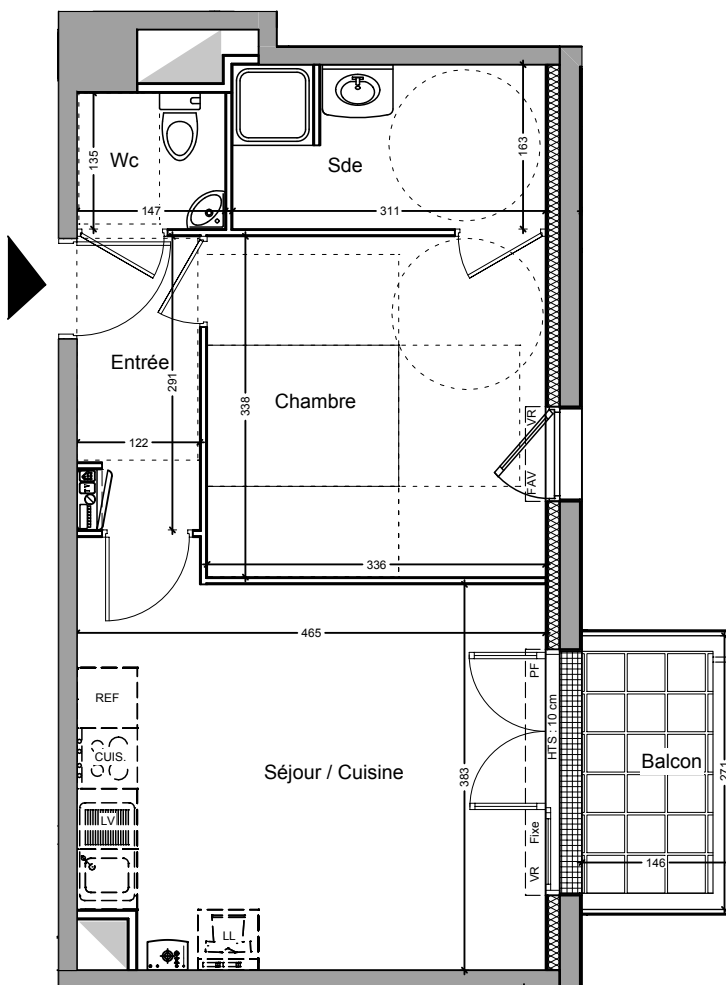 135
Wc
147
Sde
163
311
Entrée
291
122
338
Chambre
336
VR
FAV
465
REF
CUIS.
LV
Séjour / Cuisine
383
LL
PF
HTS : 10 cm
Fixe
VR
Balcon
271
146